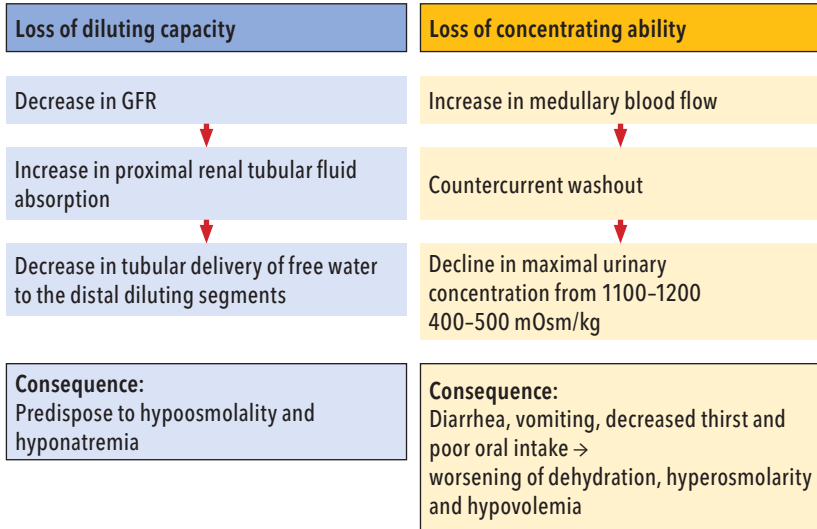 Loss of diluting capacity
Decrease in GFR
Increase in proximal renal tubular fluid
absorption
Decrease in tubular delivery of free water
to the distal diluting segments
Consequence:
Predispose to hypoosmolality and
hyponatremia
Loss of concentrating ability
Increase in medullary blood flow
Countercurrent washout
Decline in maximal urinary
concentration from 1100–1200
400–500 mOsm/kg
Consequence:
Diarrhea, vomiting, decreased thirst and
poor oral intake →
worsening of dehydration, hyperosmolarity
and hypovolemia